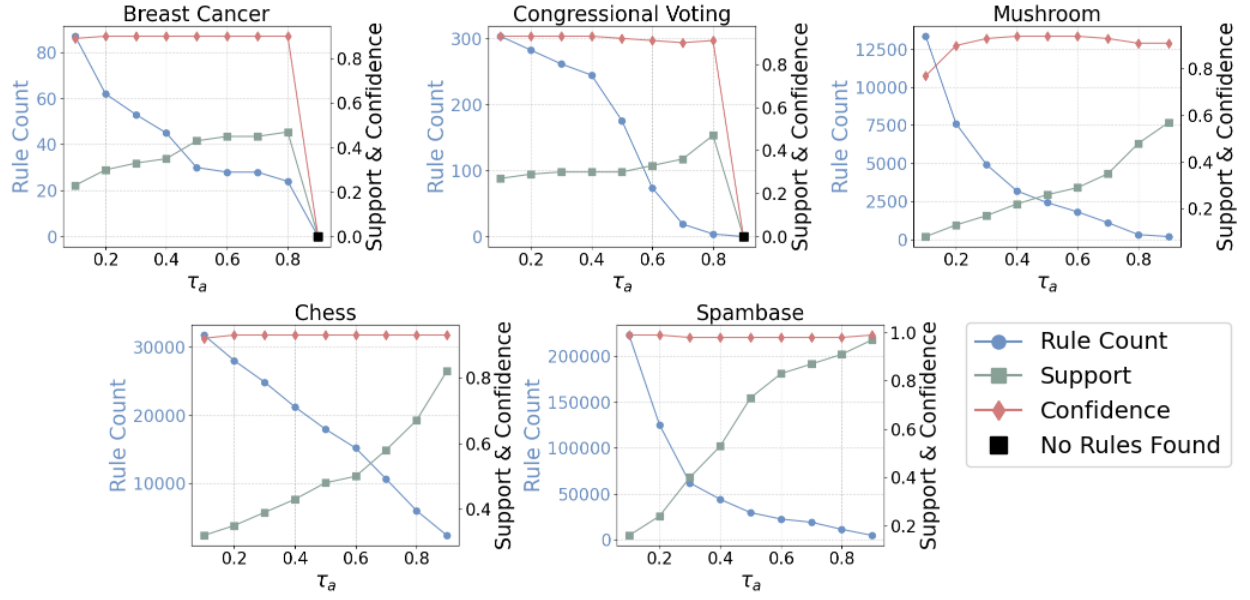 Breast Cancer
Rule Count
80
60
40
20
0
0.8
0.6
0.4
0.2
0.0
Support & Confidence
0.2 0.4 0.6 0.8
τa
Congressional Voting
Rule Count
300
200
100
0
0.8
0.6
0.4
0.2
0.0
Support & Confidence
0.2 0.4 0.6 0.8
τa
Mushroom
Rule Count
12500
10000
7500
5000
2500
0
0.8
0.6
0.4
0.2
Support & Confidence
0.2 0.4 0.6 0.8
τa
Chess
Rule Count
30000
20000
10000
0.8
0.6
0.4
Support & Confidence
0.2 0.4 0.6 0.8
τa
Spambase
Rule Count
200000
150000
100000
50000
0
1.0
0.8
0.6
0.4
0.2
Support & Confidence
0.2 0.4 0.6 0.8
τa
Rule Count
Support
Confidence
No Rules Found